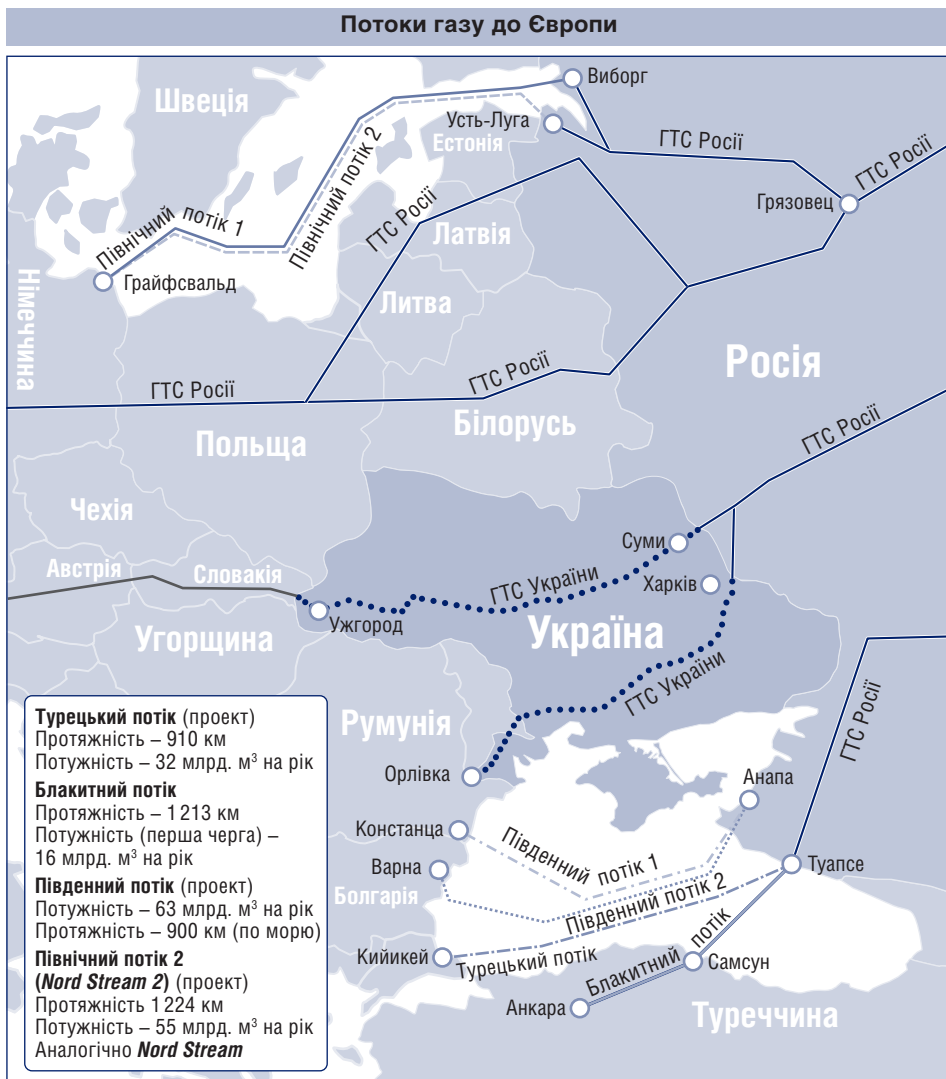 Потоки газу до Європи
Швеція
Виборг
Усть-Луга
Естонія
ГТС Росії
ГТС Росії
Грязовец
Північний потік 1
Північний потік 2
ГТС Росії
Латвія
Грайфсвальд
Литва
Німеччина
Росія
ГТС Росії
ГТС Росії
Білорусь
Польща
ГТС Росії
Чехія
Суми
Австрія
Словакія
ГТС України
Харків
Ужгород
Україна
Угорщина
ГТС України
Румунія
ГТС Росії
Орлівка
Анапа
Констанца
Південний потік 1
Варна
Туапсе
Болгарія
Південний потік 2
Кийикей
Турецький потік
Блакитний потік
Самсун
Анкара
Туреччина
Турецький потік (проект)
Протяжність – 910 км
Потужність – 32 млрд. м³ на рік
Блакитний потік
Протяжність – 1 213 км
Потужність (перша черга) –
16 млрд. м³ на рік
Південний потік (проект)
Потужність – 63 млрд. м³ на рік
Протяжність – 900 км (по морю)
Північний потік 2
(Nord Stream 2) (проект)
Протяжність 1 224 км
Потужність – 55 млрд. м³ на рік
Аналогічно Nord Stream